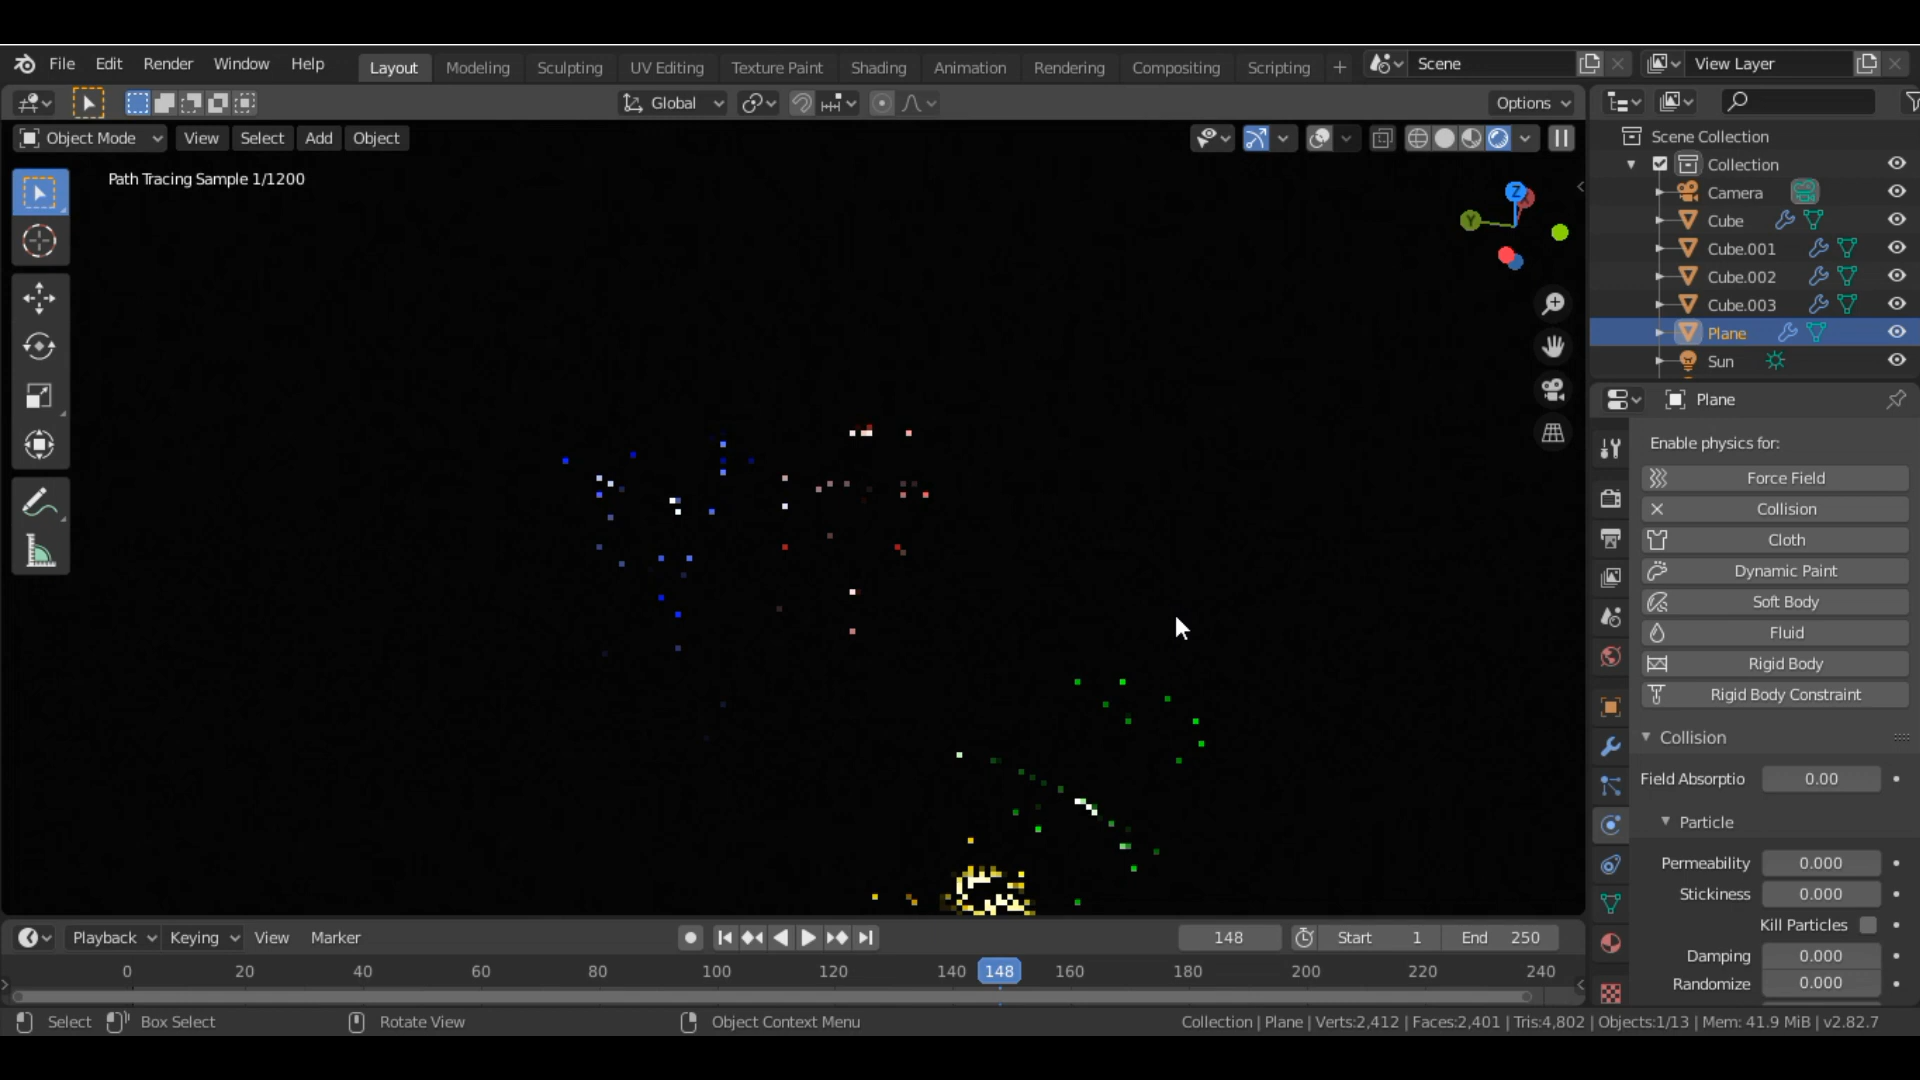 File Edit Render Window Help Layout Modeling Sculpting UV Editing Texture Paint Shading Animation Rendering Compositing Scripting + Scene View Layer
Global Options
Object Mode View Select Add Object
Path Tracing Sample 1/1200
Z
Y
Scene Collection
Collection
Camera
Cube
Cube.001
Cube.002
Cube.003
Plane
Sun
Plane
Enable physics for:
Force Field
Collision
Cloth
Dynamic Paint
Soft Body
Fluid
Rigid Body
Rigid Body Constraint
Collision
Field Absorptio 0.00
Particle
Permeability 0.000
Stickiness 0.000
Kill Particles
Damping 0.000
Randomize 0.000
Playback Keying View Marker 148 Start 1 End 250
0 20 40 60 80 100 120 140 148 160 180 200 220 240
Select Box Select Rotate View Object Context Menu Collection | Plane | Verts:2,412 | Faces:2,401 | Tris:4,802 | Objects:1/13 | Mem: 41.9 MiB | v2.82.7